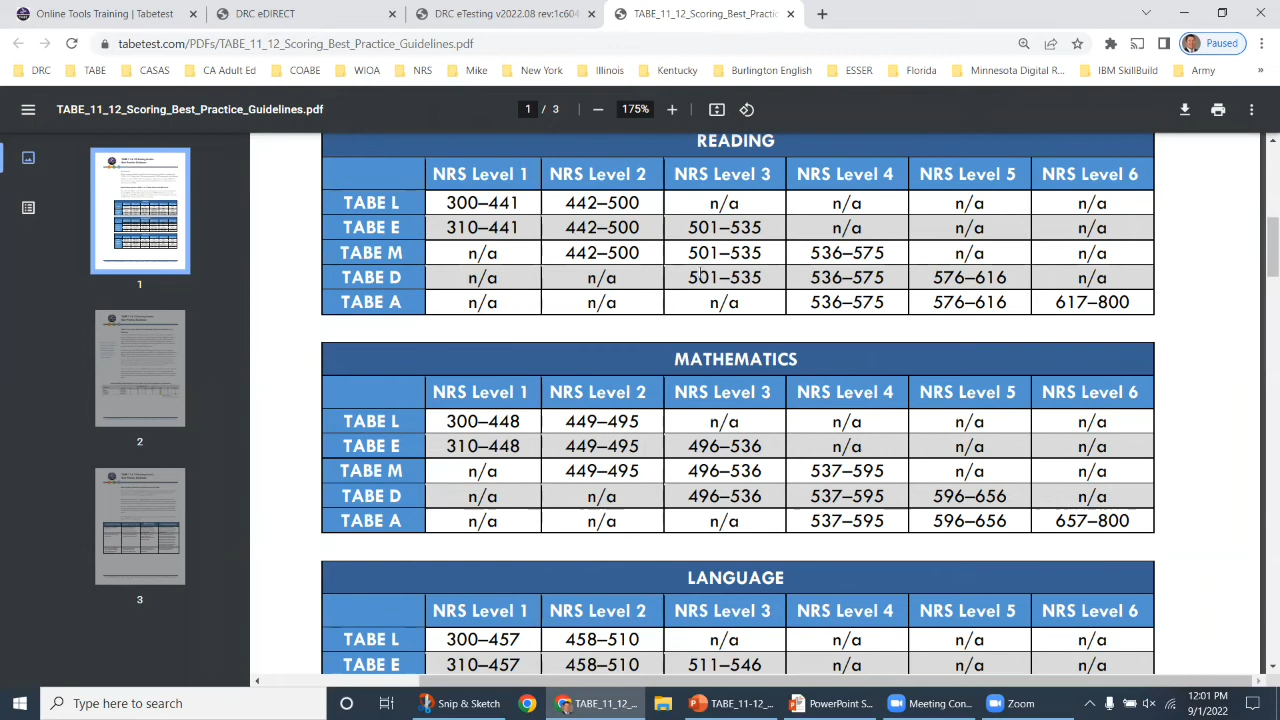 Online Tools Training | Tabetest
DRC eDIRECT
DRC eTesting v2022.08 rev:1c604
TABE_11_12_Scoring_Best_Practic
tabetest.com/PDFs/TABE_11_12_Scoring_Best_Practice_Guidelines.pdf
Paused
DRC TABE CASAS CA Adult Ed COABE WIOA NRS Mike New York Illinois Kentucky Burlington English ESSER Florida Minnesota Digital R... IBM SkillBuild Army »
TABE_11_12_Scoring_Best_Practice_Guidelines.pdf
1 / 3
175%
1
2
3
READING
NRS Level 1 NRS Level 2 NRS Level 3 NRS Level 4 NRS Level 5 NRS Level 6
TABE L 300–441 442–500 n/a n/a n/a n/a
TABE E 310–441 442–500 501–535 n/a n/a n/a
TABE M n/a 442–500 501–535 536–575 n/a n/a
TABE D n/a n/a 501–535 536–575 576–616 n/a
TABE A n/a n/a n/a 536–575 576–616 617–800
MATHEMATICS
NRS Level 1 NRS Level 2 NRS Level 3 NRS Level 4 NRS Level 5 NRS Level 6
TABE L 300–448 449–495 n/a n/a n/a n/a
TABE E 310–448 449–495 496–536 n/a n/a n/a
TABE M n/a 449–495 496–536 537–595 n/a n/a
TABE D n/a n/a 496–536 537–595 596–656 n/a
TABE A n/a n/a n/a 537–595 596–656 657–800
LANGUAGE
NRS Level 1 NRS Level 2 NRS Level 3 NRS Level 4 NRS Level 5 NRS Level 6
TABE L 300–457 458–510 n/a n/a n/a n/a
TABE E 310–457 458–510 511–546 n/a n/a n/a
Type here to search
Snip & Sketch
TABE_11_12_...
TABE_11-12_...
PowerPoint S...
Meeting Con...
Zoom
12:01 PM
9/1/2022